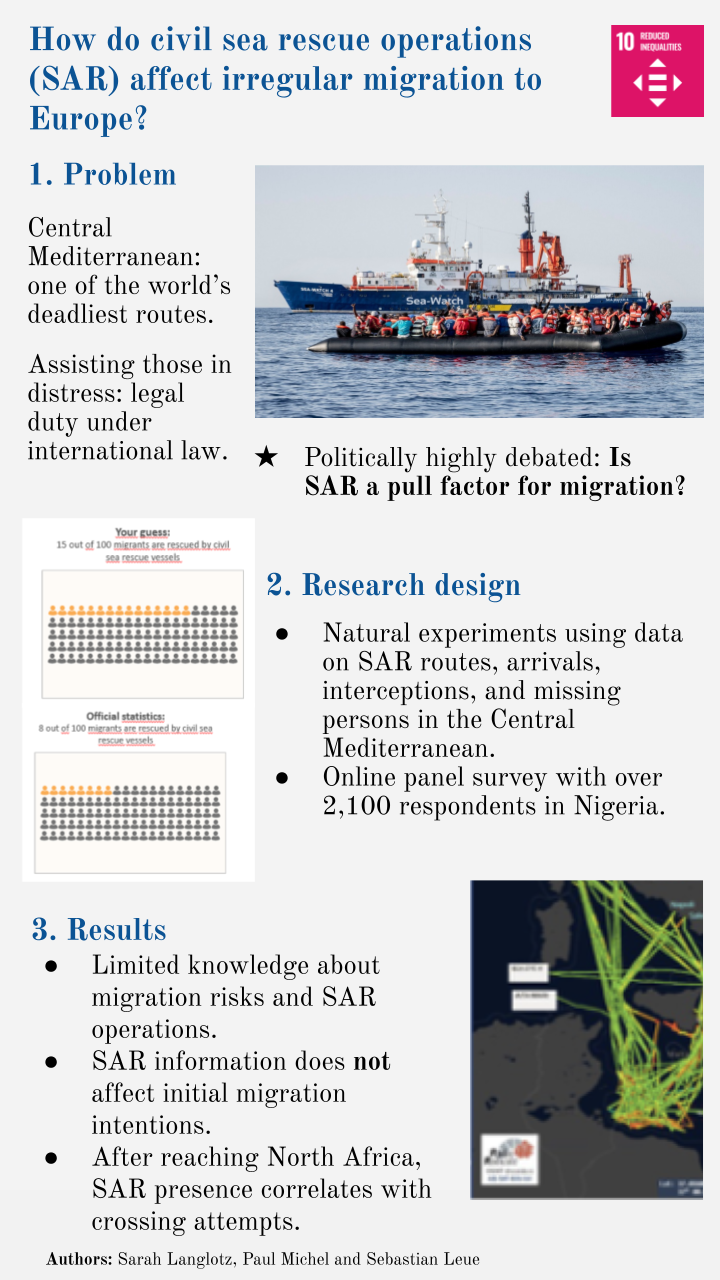 How do civil sea rescue operations
(SAR) affect irregular migration to
Europe?
10 REDUCED
INEQUALITIES
1. Problem
Central
Mediterranean:
one of the world's
deadliest routes.
Assisting those in
distress: legal
duty under
international law.
SEA-WATCH
Sea-Watch
★ Politically highly debated: Is
SAR a pull factor for migration?
Your guess:
15 out of 100 migrants are rescued by civil
sea rescue vessels
Official statistics:
8 out of 100 migrants are rescued by civil sea
rescue vessels
2. Research design
● Natural experiments using data
on SAR routes, arrivals,
interceptions, and missing
persons in the Central
Mediterranean.
● Online panel survey with over
2,100 respondents in Nigeria.
3. Results
● Limited knowledge about
migration risks and SAR
operations.
● SAR information does not
affect initial migration
intentions.
● After reaching North Africa,
SAR presence correlates with
crossing attempts.
Authors: Sarah Langlotz, Paul Michel and Sebastian Leue